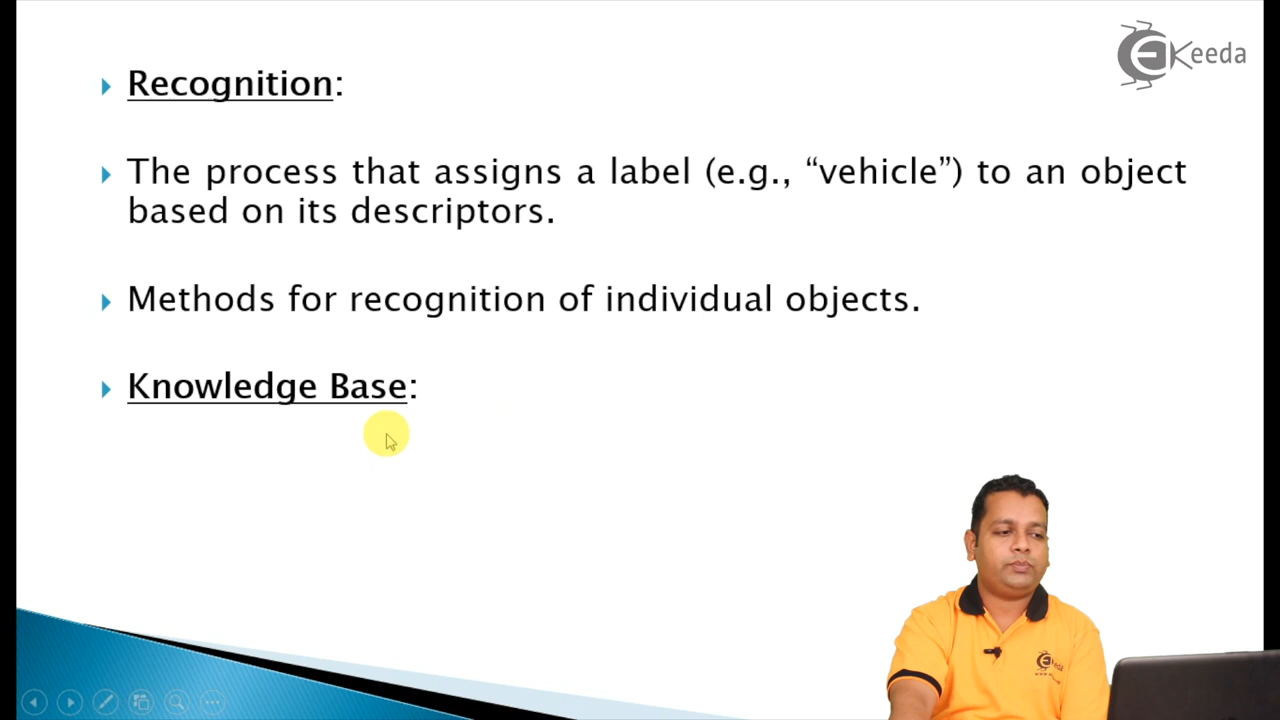 Keeda
Recognition:
The process that assigns a label (e.g., “vehicle”) to an object
based on its descriptors.
Methods for recognition of individual objects.
Knowledge Base: